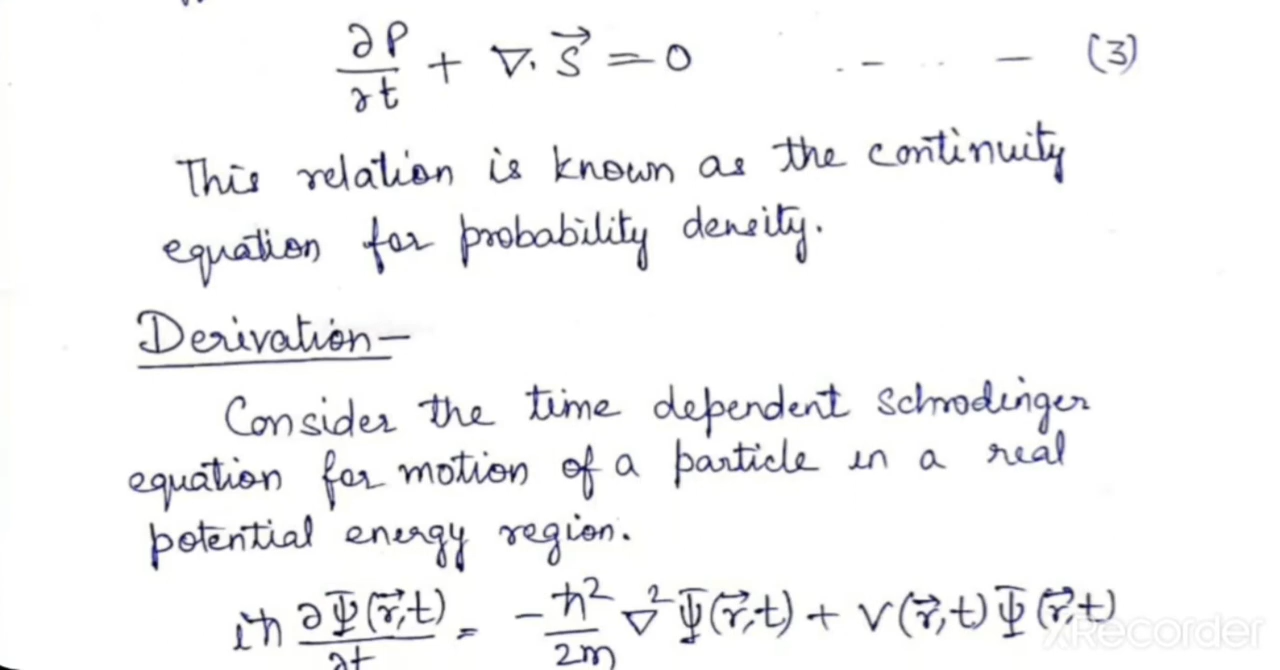 ∂P/∂t + ∇. S⃗ = 0 - - - - - (3)
This relation is known as the continuity
equation for probability density.
Derivation-
Consider the time dependent Schrodinger
equation for motion of a particle in a real
potential energy region.
iħ ∂Ψ(r⃗,t)/∂t = -ħ²/2m ∇²Ψ(r⃗,t) + V(r⃗,t)Ψ(r⃗,t)
XRecorder